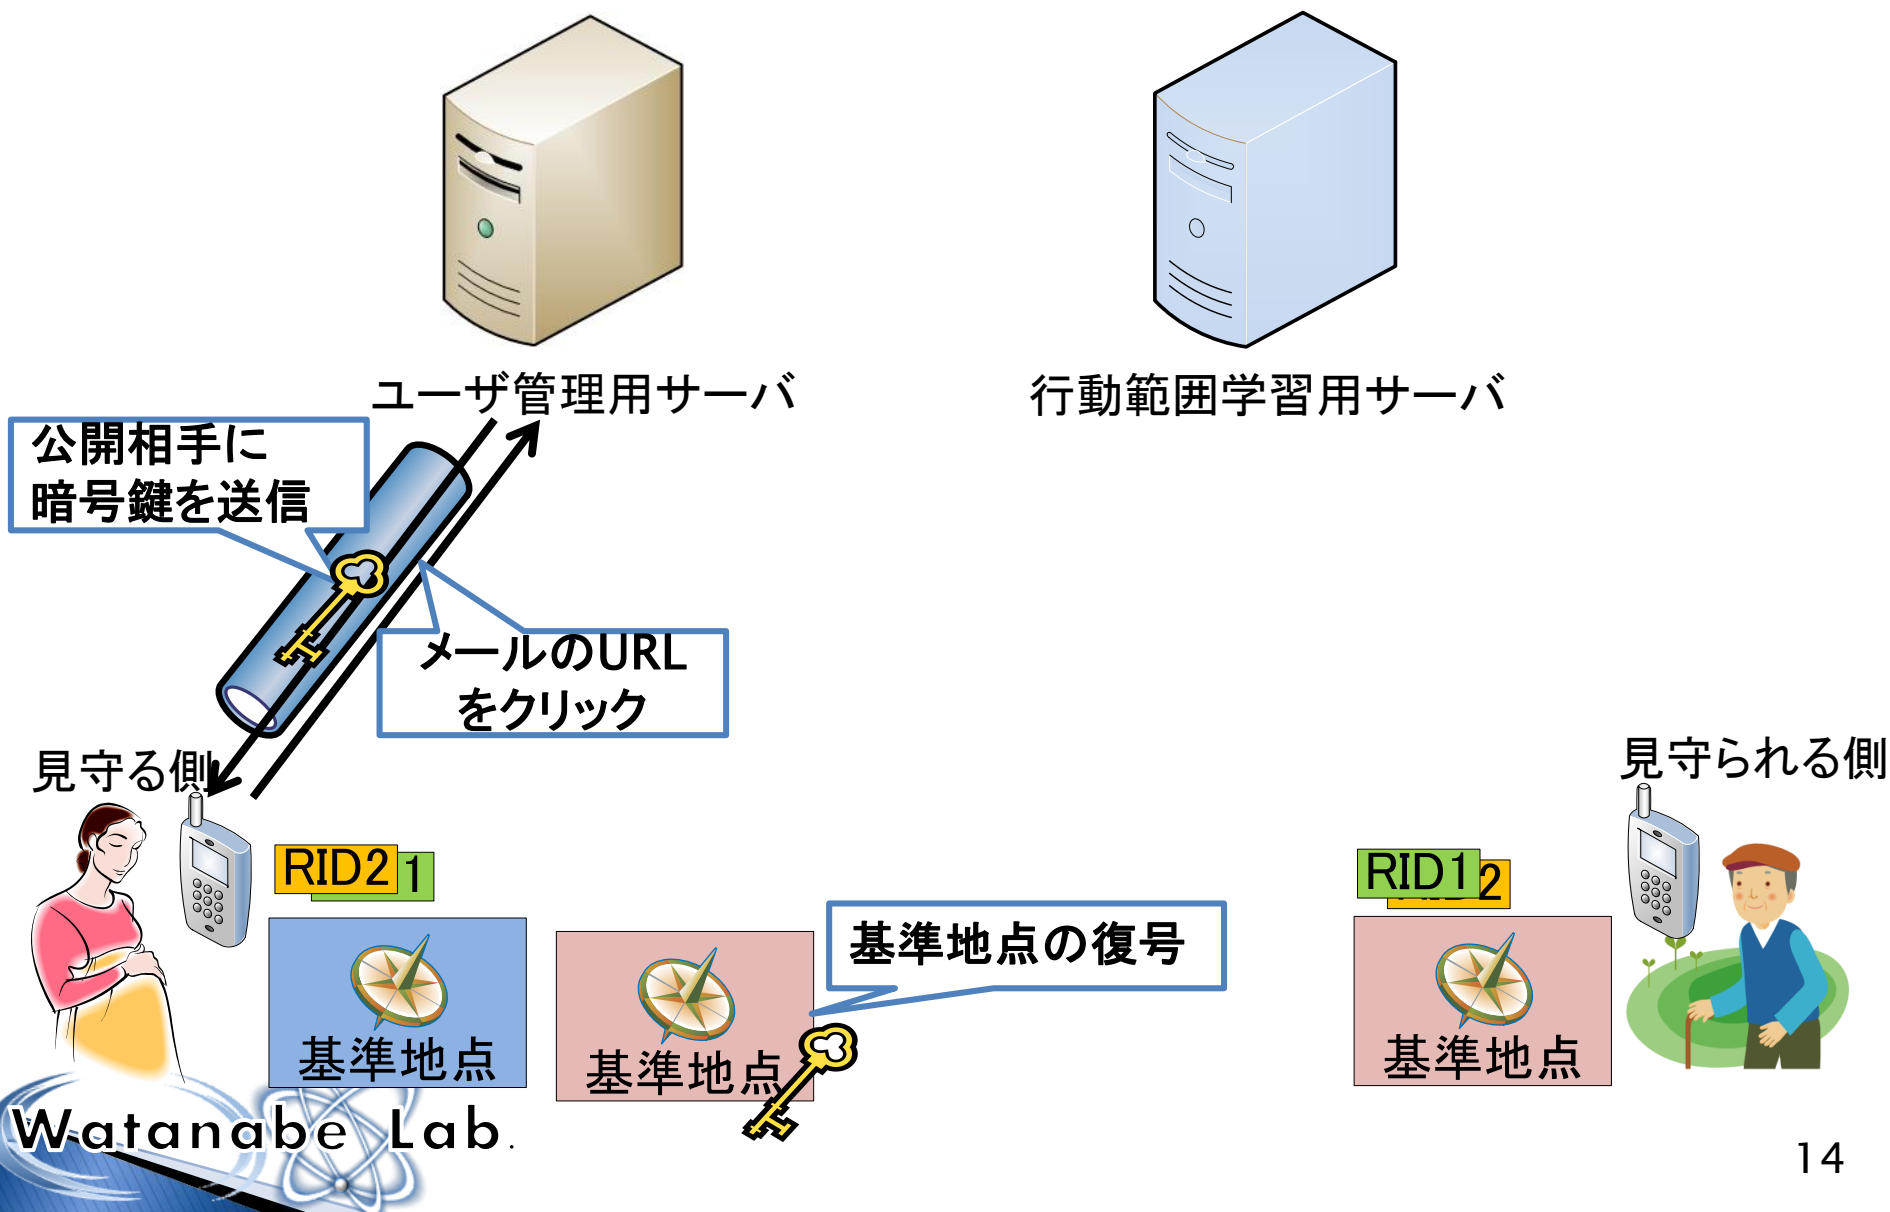 ユーザ管理用サーバ
行動範囲学習用サーバ
公開相手に
暗号鍵を送信
メールのURL
をクリック
見守る側
見守られる側
RID2
1
RID1
RID2
基準地点の復号
基準地点
基準地点
基準地点
Watanabe Lab.
14